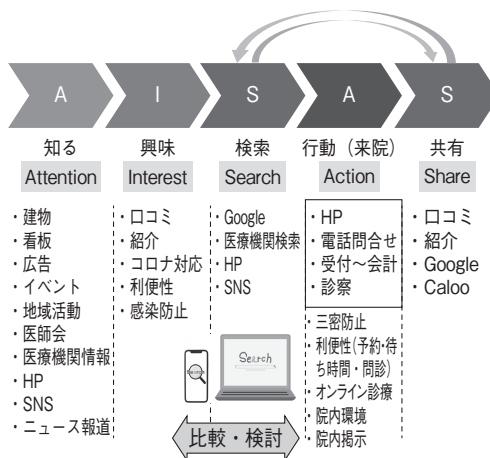 A
I
S
A
S
知る
Attention
・建物
・看板
・広告
・イベント
・地域活動
・医師会
・医療機関情報
・HP
・SNS
・ニュース報道
興味
Interest
・口コミ
・紹介
・コロナ対応
・利便性
・感染防止
検索
Search
・Google
・医療機関検索
・HP
・SNS
Search
比較・検討
行動（来院）
Action
・HP
・電話問合せ
・受付～会計
・診察
・三密防止
・利便性(予約・待
ち時間・問診)
・オンライン診療
・院内環境
・院内掲示
共有
Share
・口コミ
・紹介
・Google
・Caloo